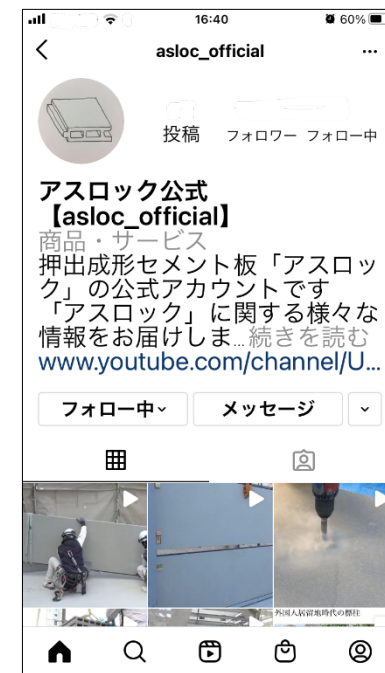 16:40
60%
asloc_official
投稿 フォロワー フォロー中
アスロック公式
【asloc_official】
商品・サービス
押出成形セメント板「アスロッ
ク」の公式アカウントです
「アスロック」に関する様々な
情報をお届けしま...続きを読む
www.youtube.com/channel/U...
フォロー中
メッセージ
外国人居留地時代の標柱